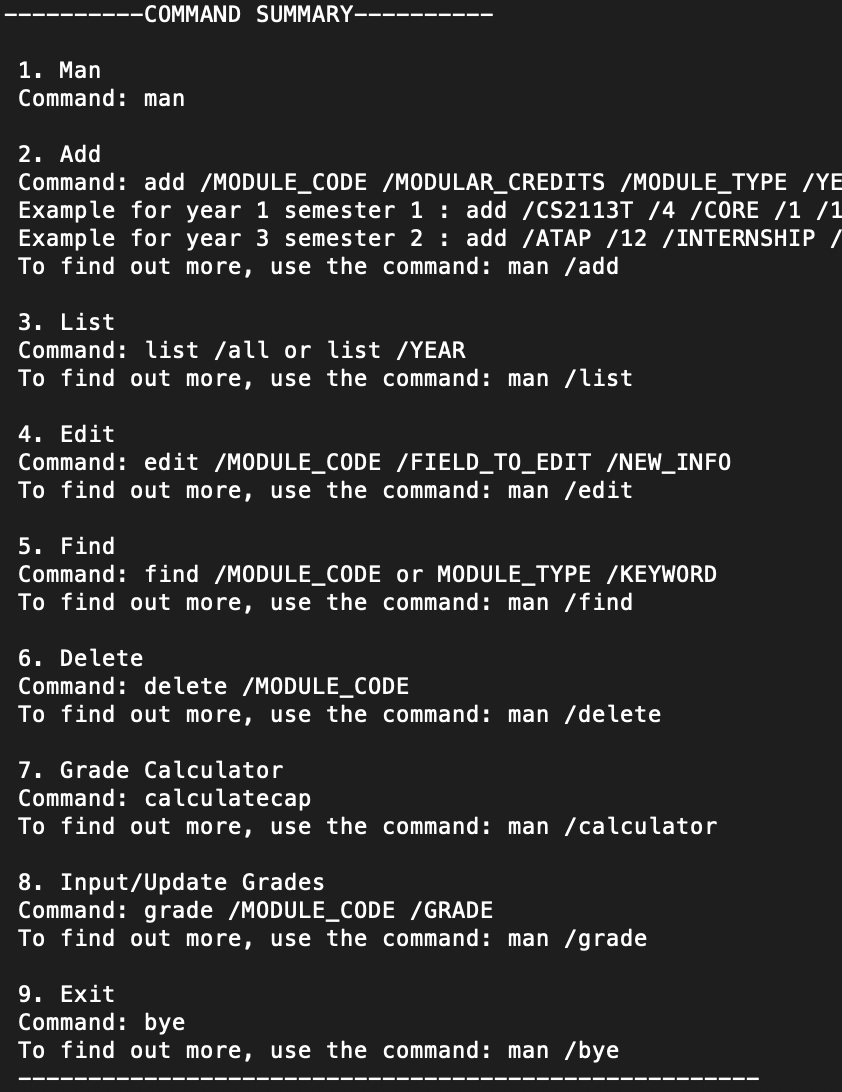 ----------COMMAND SUMMARY----------
1. Man
Command: man
2. Add
Command: add /MODULE_CODE /MODULAR_CREDITS /MODULE_TYPE /YE
Example for year 1 semester 1 : add /CS2113T /4 /CORE /1 /1
Example for year 3 semester 2 : add /ATAP /12 /INTERNSHIP /
To find out more, use the command: man /add
3. List
Command: list /all or list /YEAR
To find out more, use the command: man /list
4. Edit
Command: edit /MODULE_CODE /FIELD_TO_EDIT /NEW_INFO
To find out more, use the command: man /edit
5. Find
Command: find /MODULE_CODE or MODULE_TYPE /KEYWORD
To find out more, use the command: man /find
6. Delete
Command: delete /MODULE_CODE
To find out more, use the command: man /delete
7. Grade Calculator
Command: calculatecap
To find out more, use the command: man /calculator
8. Input/Update Grades
Command: grade /MODULE_CODE /GRADE
To find out more, use the command: man /grade
9. Exit
Command: bye
To find out more, use the command: man /bye
-----------------------------------------------------